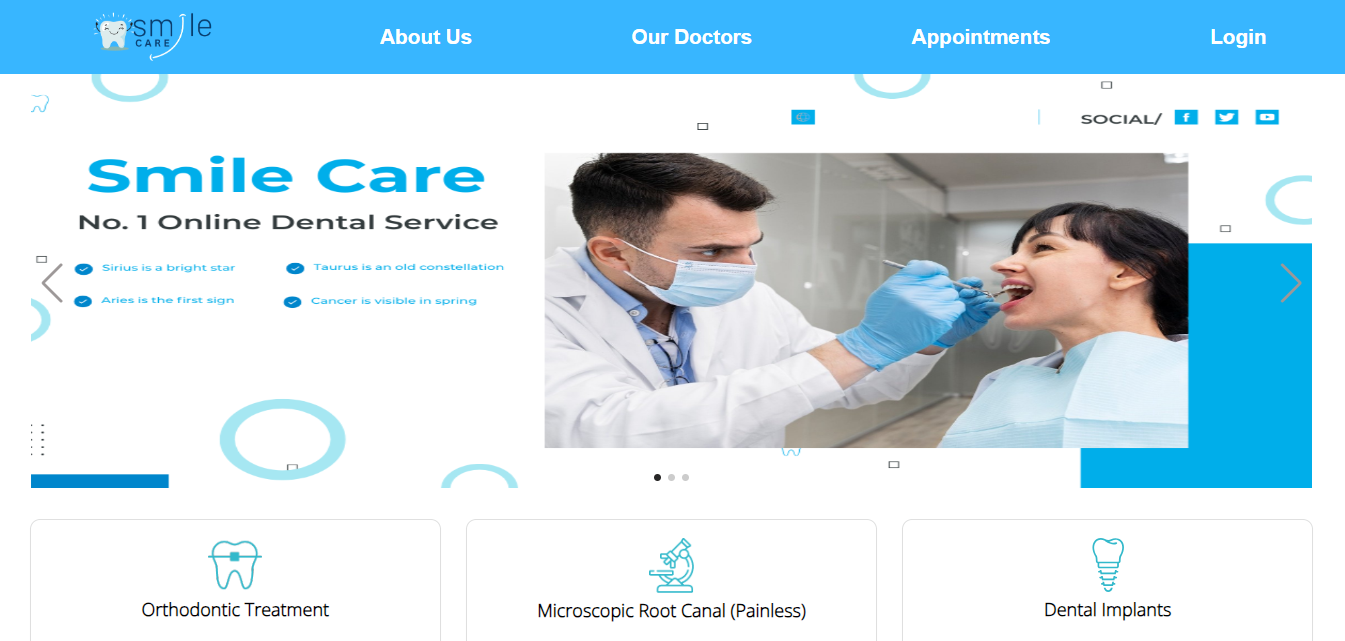 smile
CARE
About Us
Our Doctors
Appointments
Login
SOCIAL/
Smile Care
No. 1 Online Dental Service
Sirius is a bright star
Taurus is an old constellation
Aries is the first sign
Cancer is visible in spring
Orthodontic Treatment
Microscopic Root Canal (Painless)
Dental Implants